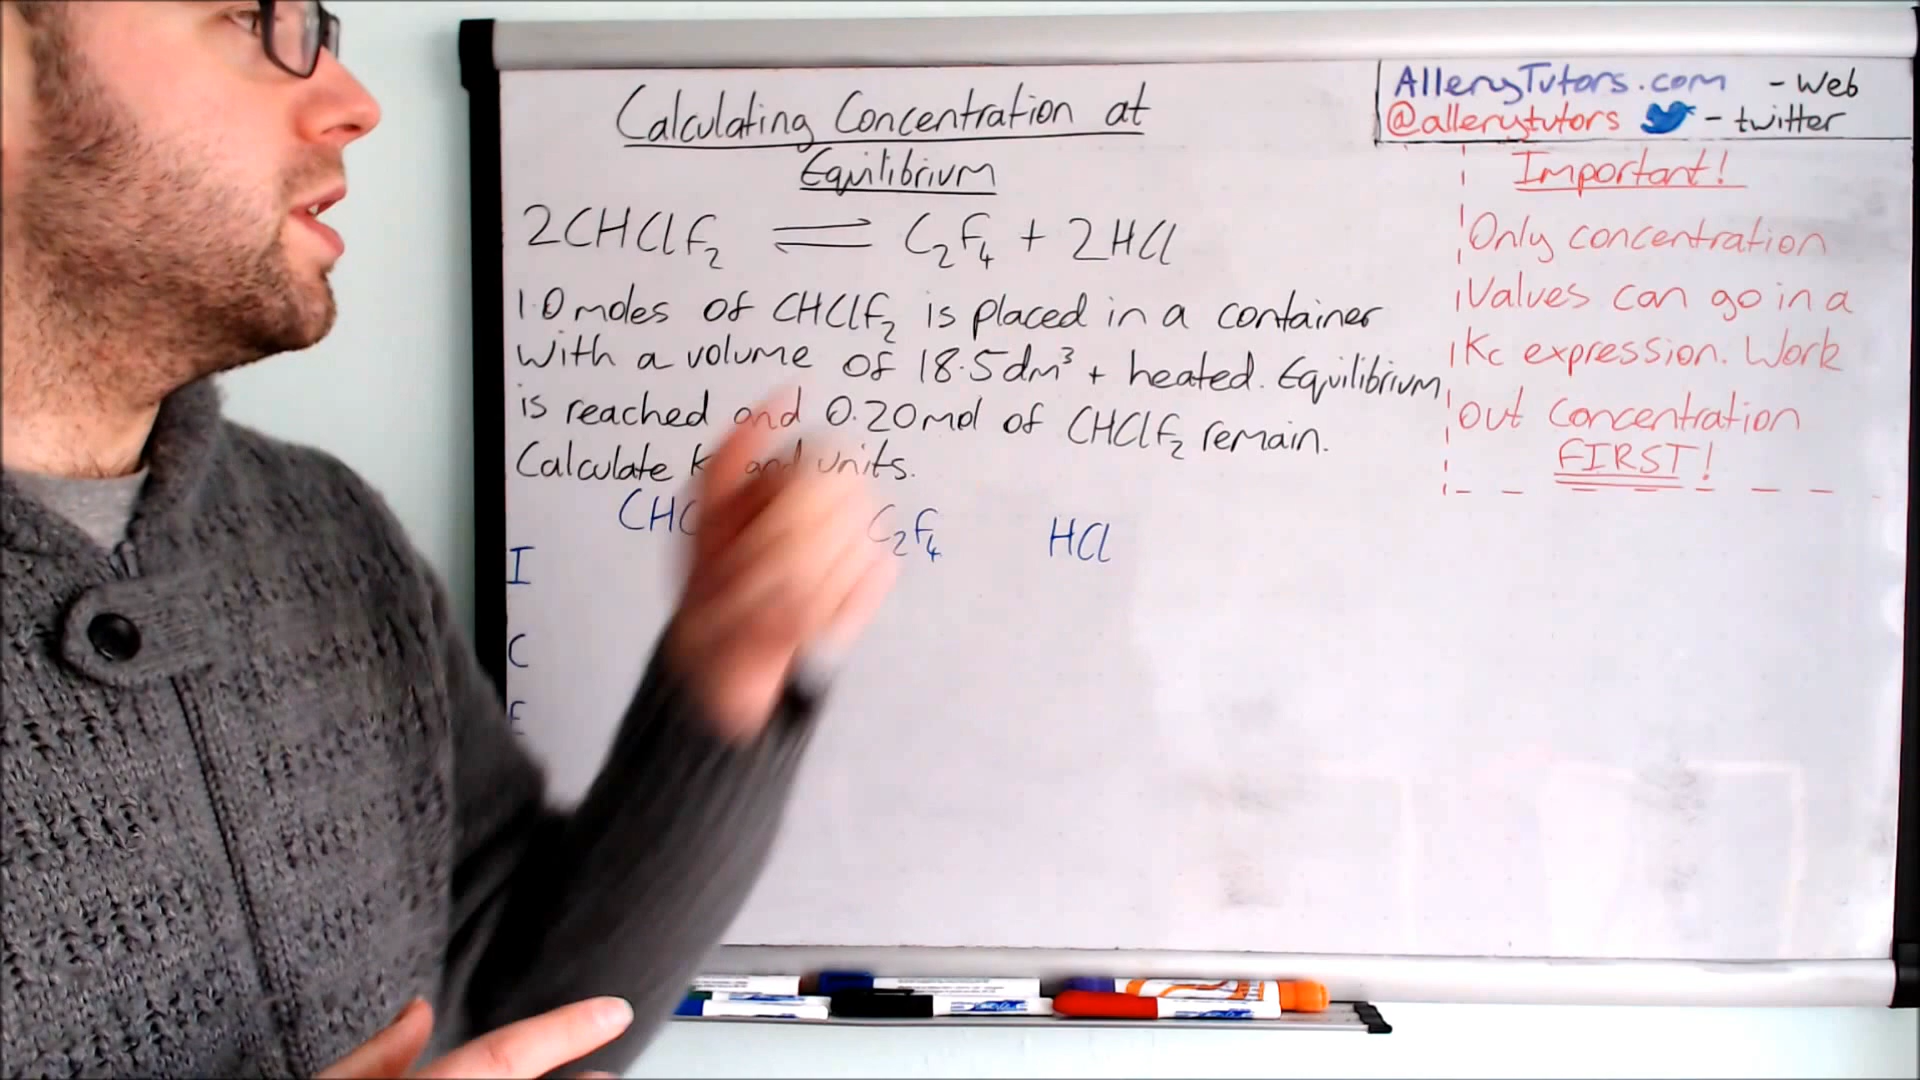 Calculating Concentration at
Equilibrium
2CHClF₂ ⇌ C₂F₄ + 2HCl
1.0 moles of CHClF₂ is placed in a container
with a volume of 18.5dm³ + heated. Equilibrium
is reached and 0.20mol of CHClF₂ remain.
Calculate and units.
C₂F₄ HCl
I
C
E
AlleryTutors.com - web
@allerytutors - twitter
Important!
Only concentration
Values can go in a
Kc expression. Work
out concentration
FIRST!